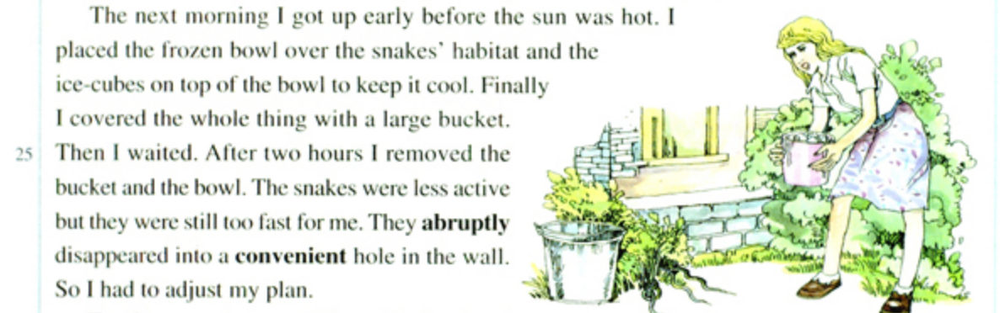 The next morning I got up early before the sun was hot. I
placed the frozen bowl over the snakes' habitat and the
ice-cubes on top of the bowl to keep it cool. Finally
I covered the whole thing with a large bucket.
25 Then I waited. After two hours I removed the
bucket and the bowl. The snakes were less active
but they were still too fast for me. They abruptly
disappeared into a convenient hole in the wall.
So I had to adjust my plan.